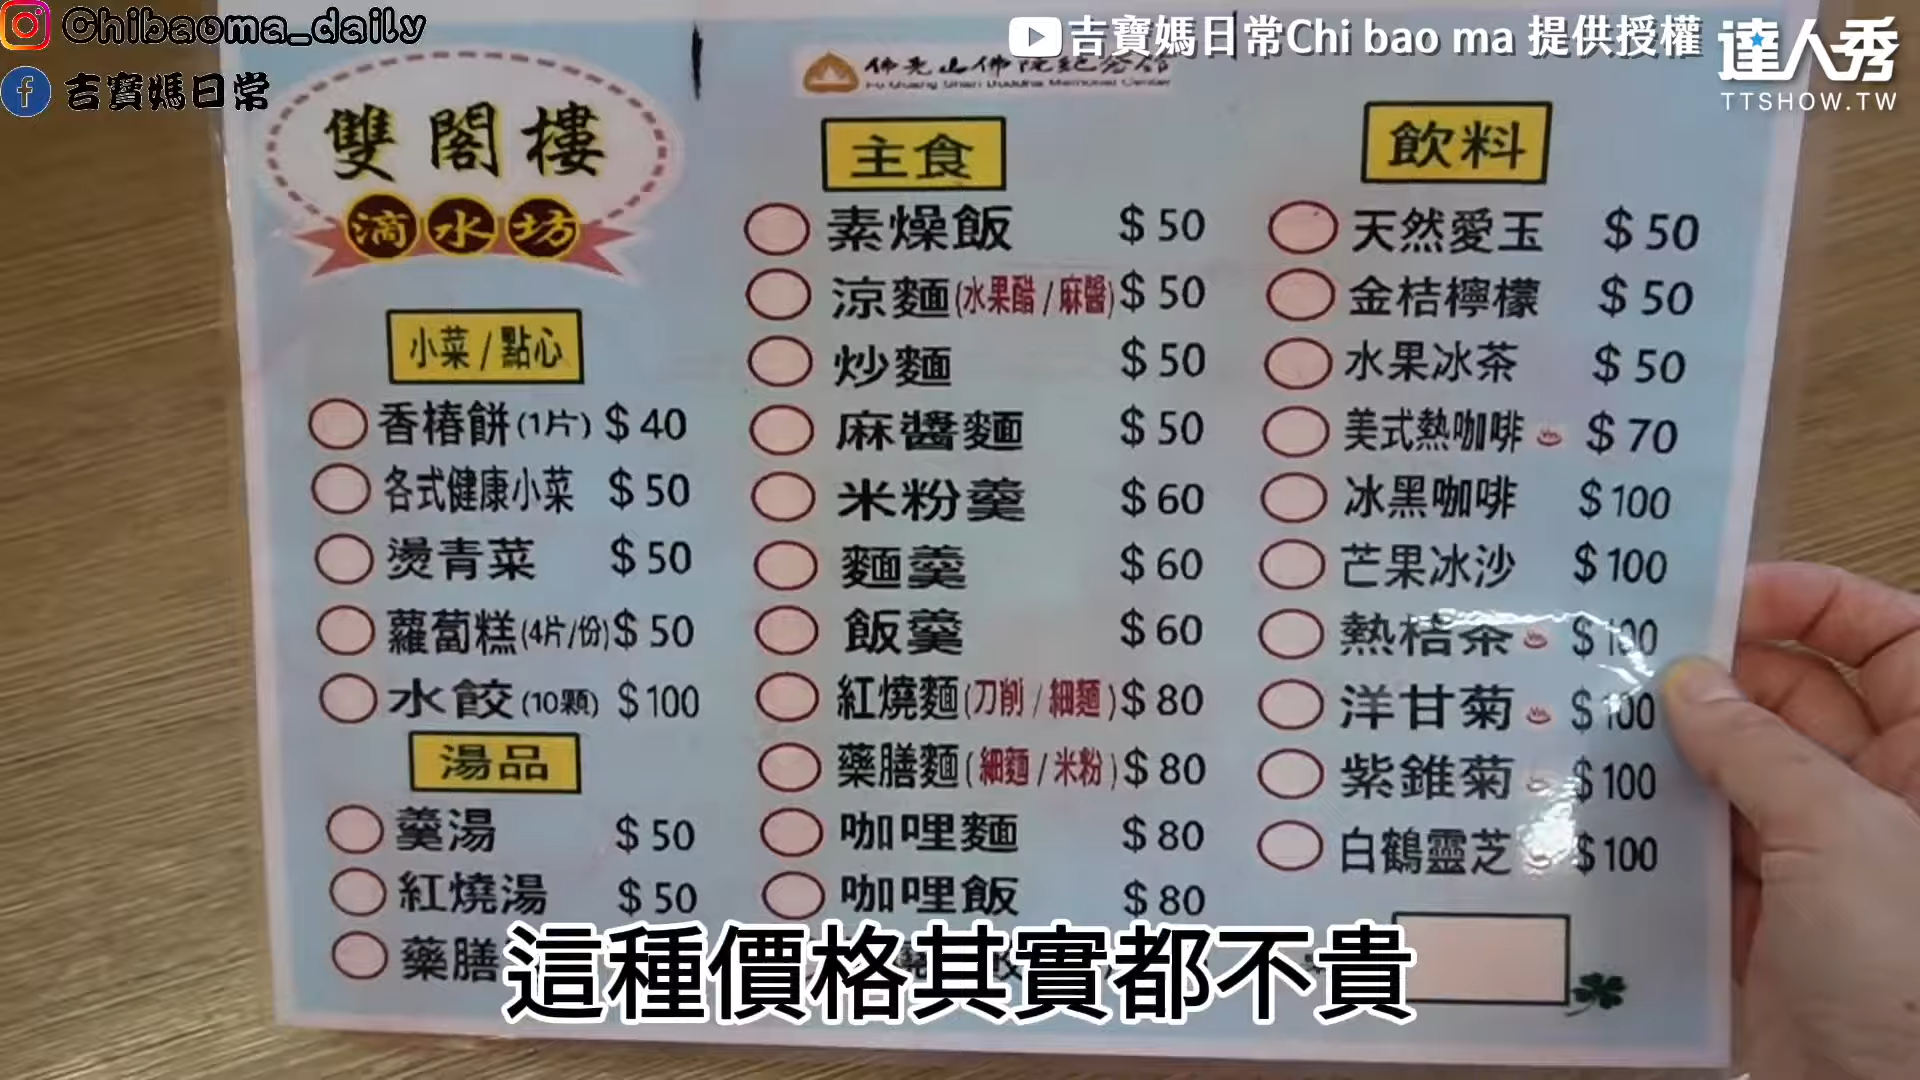 Chibaoma_daily
吉寶媽日常
吉寶媽日常Chi bao ma 提供授權
達人秀
TTSHOW.TW
佛光山佛陀紀念館
Fo Guang Shan Buddha Memorial Center
雙閣樓
滴水坊
小菜/點心
香椿餅(1片) $40
各式健康小菜 $50
燙青菜 $50
蘿蔔糕(4片/份) $50
水餃(10顆) $100
湯品
羹湯 $50
紅燒湯 $50
藥膳
主食
素燥飯 $50
涼麵(水果醋/麻醬) $50
炒麵 $50
麻醬麵 $50
米粉羹 $60
麵羹 $60
飯羹 $60
紅燒麵(刀削/細麵) $80
藥膳麵(細麵/米粉) $80
咖哩麵 $80
咖哩飯 $80
飲料
天然愛玉 $50
金桔檸檬 $50
水果冰茶 $50
美式熱咖啡 $70
冰黑咖啡 $100
芒果冰沙 $100
熱桔茶 $100
洋甘菊 $100
紫錐菊 $100
白鶴靈芝 $100
這種價格其實都不貴